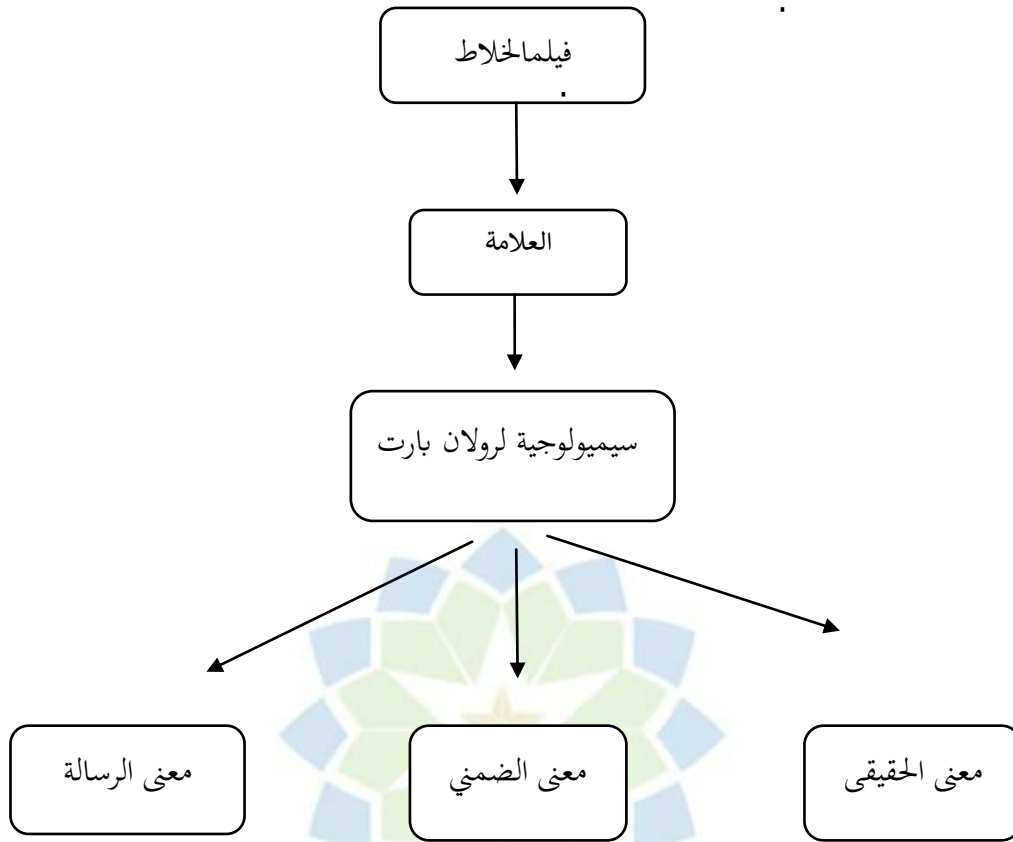 فيلمالخلاط
العلامة
سيميولوجية لرولان بارت
معنى الحقيقى
معنى الضمني
معنى الرسالة